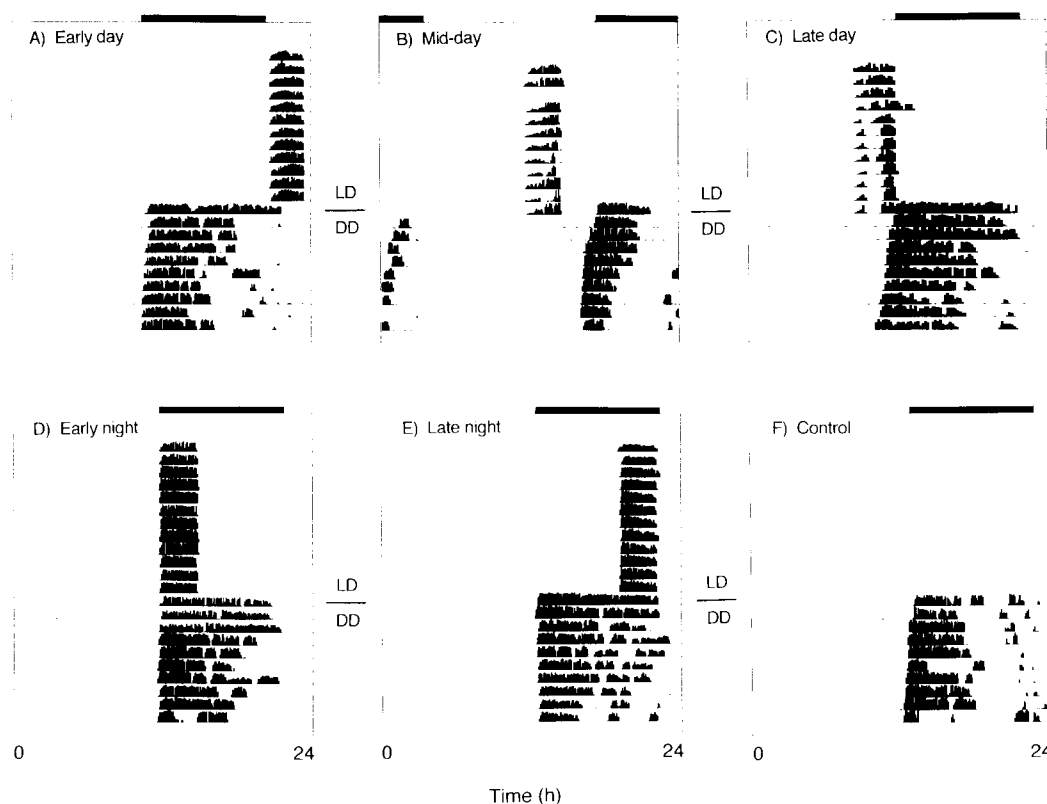 A) Early day
B) Mid-day
C) Late day
LD
DD
LD
DD
D) Early night
E) Late night
F) Control
LD
DD
LD
DD
0
24
0
24
0
24
Time (h)